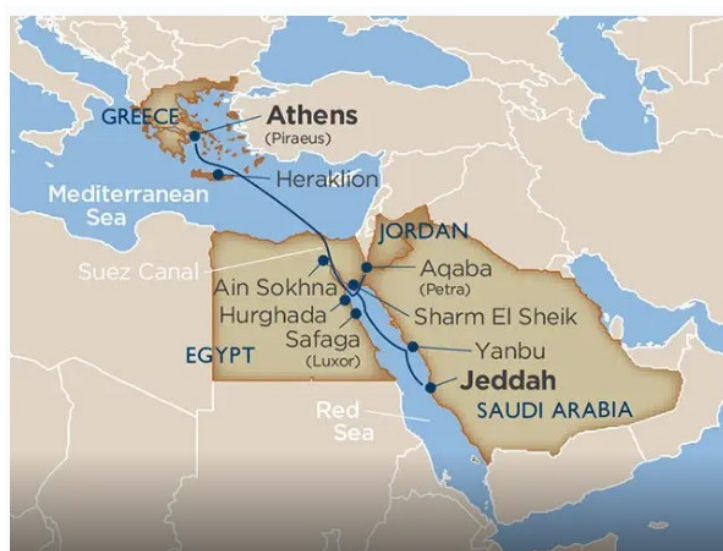 GREECE
Athens
(Piraeus)
Heraklion
Mediterranean
Sea
JORDAN
Suez Canal
Aqaba
(Petra)
Ain Sokhna
Hurghada
Sharm El Sheik
Safaga
(Luxor)
EGYPT
Yanbu
Jeddah
SAUDI ARABIA
Red
Sea